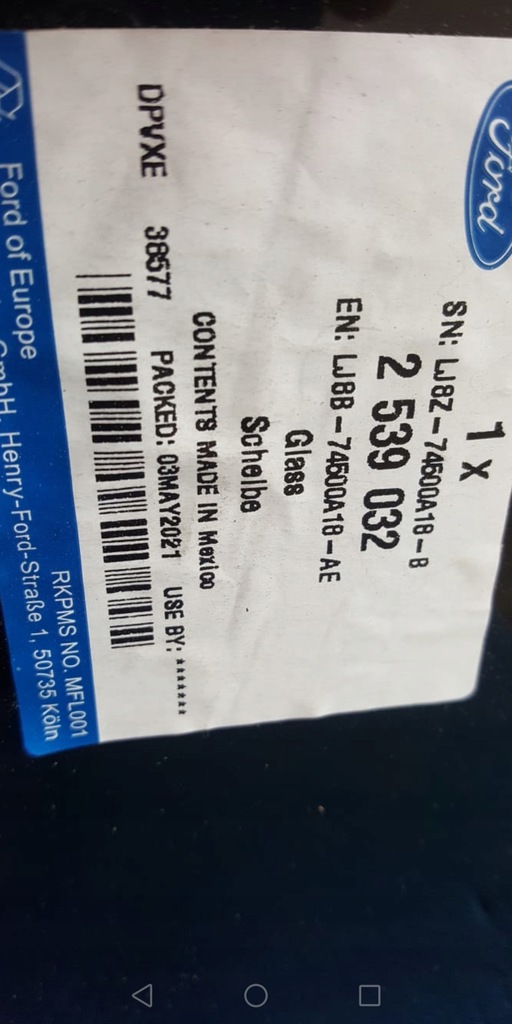 Ford
1 x
SN: LJ8Z-74500A18-B
2 539 032
EN: LJ8B-74500A18-AE
Glass
Scheibe
CONTENTS MADE IN Mexico
DPVXE 38577 PACKED: 03MAY2021 USE BY: *******
RKPMS NO. MFL001
Ford of Europe GmbH, Henry-Ford-Straße 1, 50735 Köln